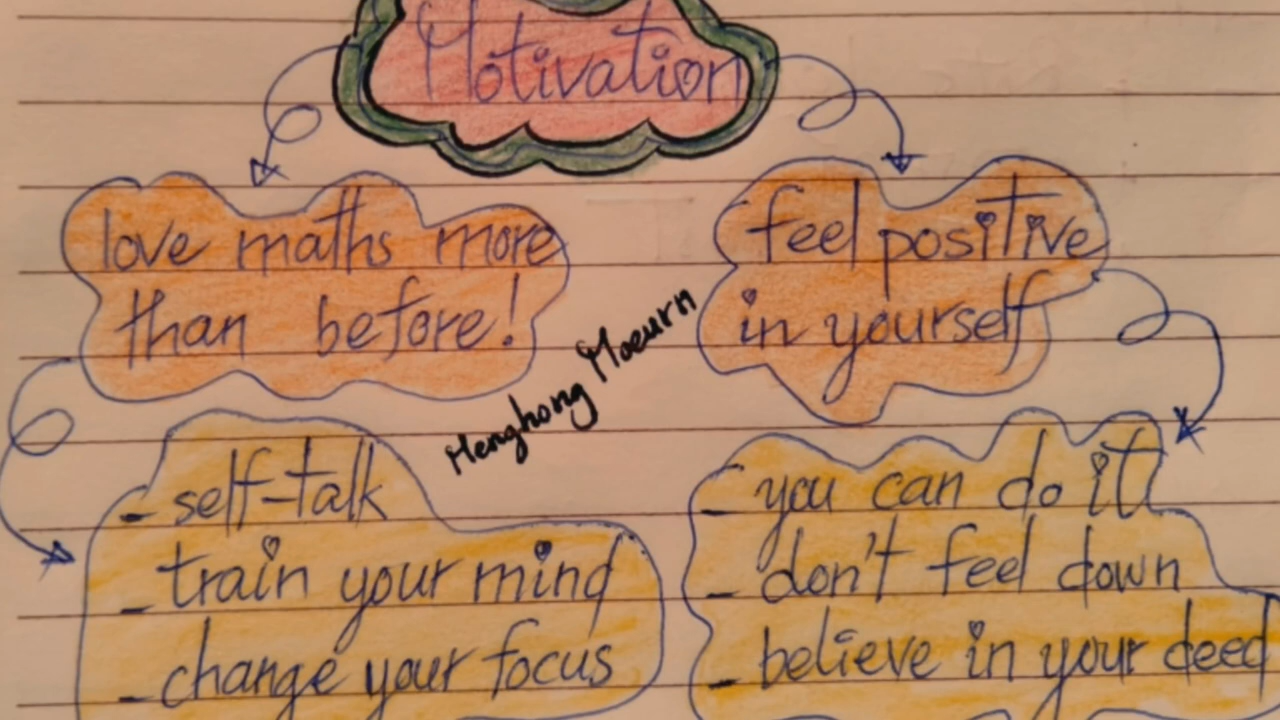 Motivation
love maths more
than before!
feel positive
in yourself
Menghong Moeurn
- self-talk
- train your mind
- change your focus
- you can do it
- don't feel down
- believe in your deed